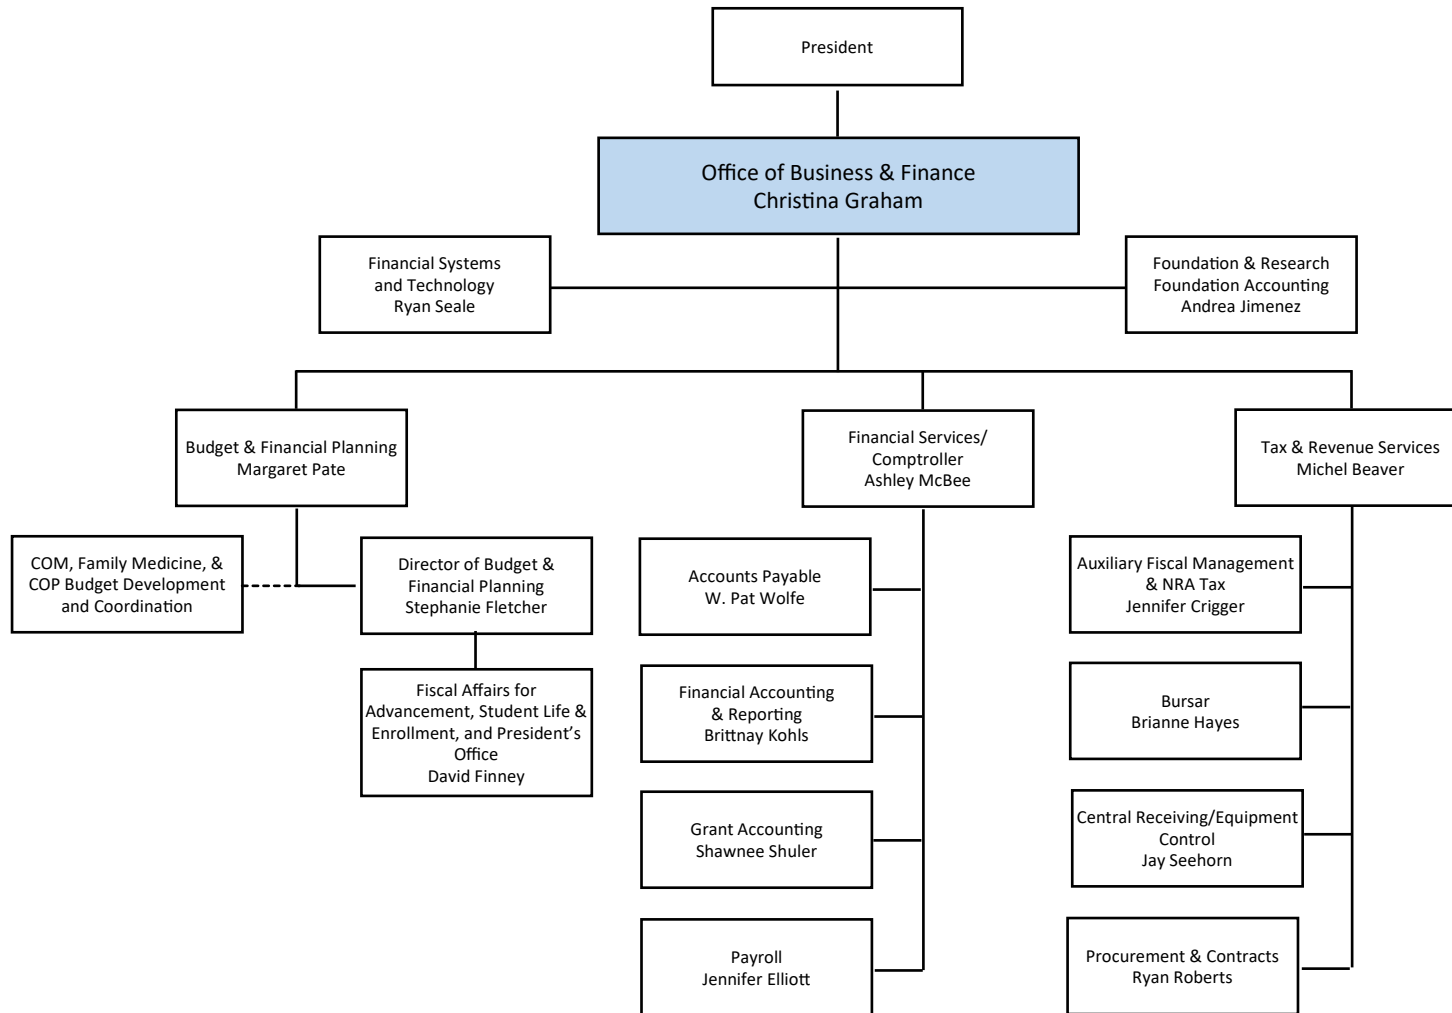 President
Office of Business & Finance
Christina Graham
Financial Systems
and Technology
Ryan Seale
Foundation & Research
Foundation Accounting
Andrea Jimenez
Budget & Financial Planning
Margaret Pate
Financial Services/
Comptroller
Ashley McBee
Tax & Revenue Services
Michel Beaver
COM, Family Medicine, &
COP Budget Development
and Coordination
Director of Budget &
Financial Planning
Stephanie Fletcher
Fiscal Affairs for
Advancement, Student Life &
Enrollment, and President’s
Office
David Finney
Accounts Payable
W. Pat Wolfe
Financial Accounting
& Reporting
Brittnay Kohls
Grant Accounting
Shawnee Shuler
Payroll
Jennifer Elliott
Auxiliary Fiscal Management
& NRA Tax
Jennifer Crigger
Bursar
Brianne Hayes
Central Receiving/Equipment
Control
Jay Seehorn
Procurement & Contracts
Ryan Roberts